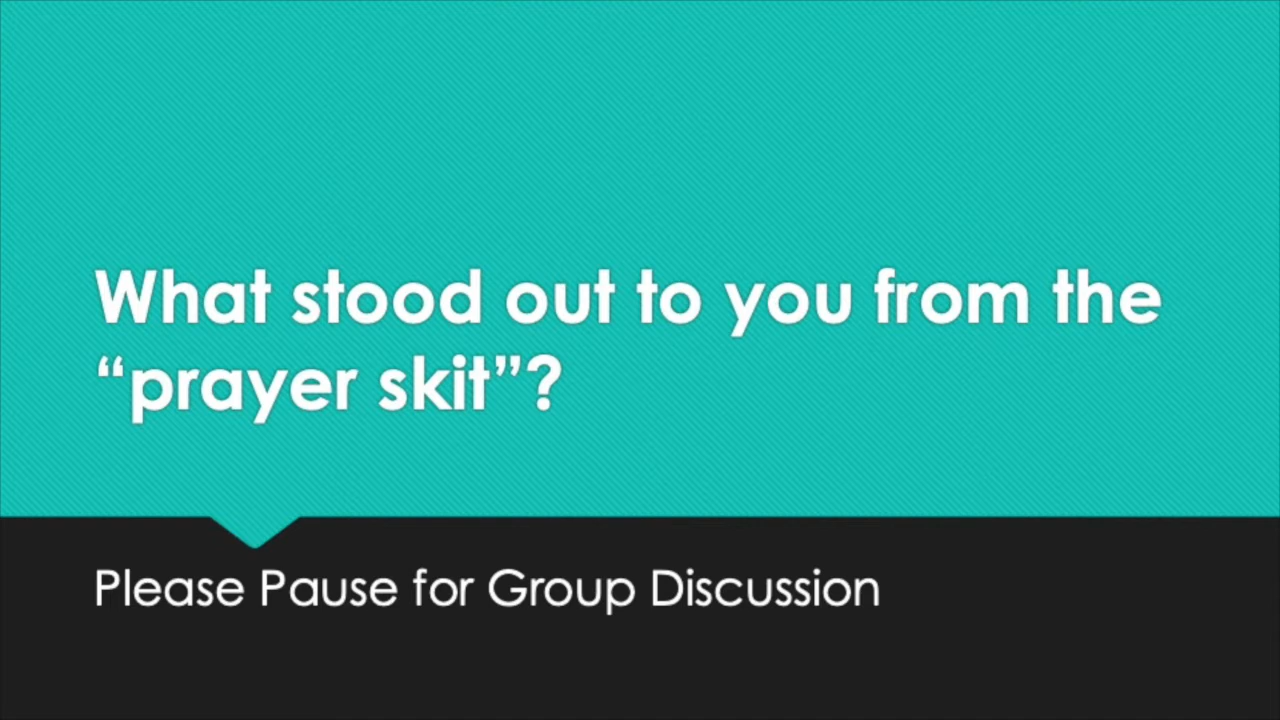 What stood out to you from the
“prayer skit”?
Please Pause for Group Discussion